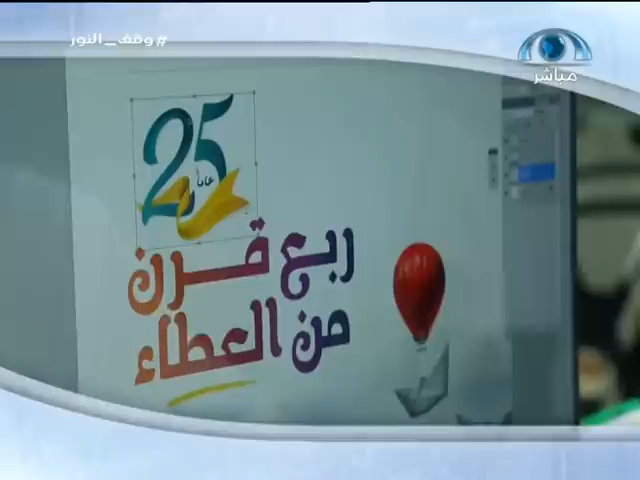 #وقف_النور
مباشر
25
عاماً
ربع قرن
من العطاء